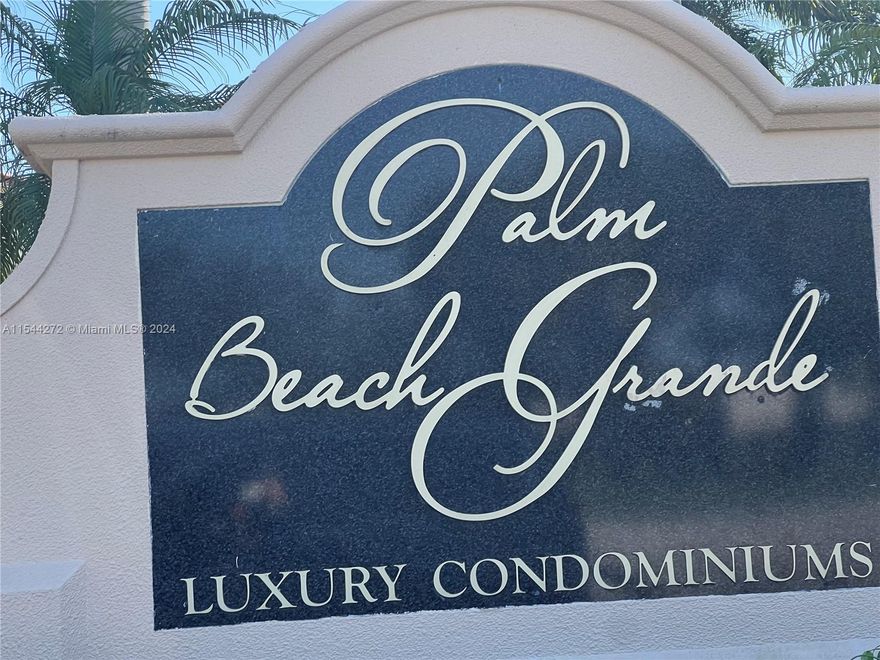 Palm
Beach Grande
A11544272 © Miami MLS® 2024
LUXURY CONDOMINIUMS